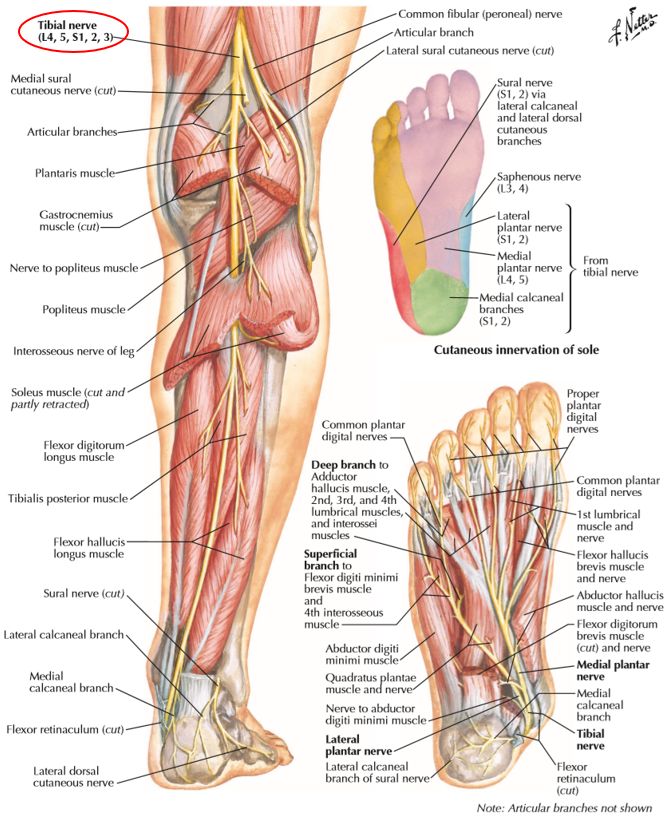 Tibial nerve
(L4, 5, S1, 2, 3)
Medial sural
cutaneous nerve (cut)
Articular branches
Plantaris muscle
Gastrocnemius
muscle (cut)
Nerve to popliteus muscle
Popliteus muscle
Interosseous nerve of leg
Soleus muscle (cut and
partly retracted)
Flexor digitorum
longus muscle
Tibialis posterior muscle
Flexor hallucis
longus muscle
Sural nerve (cut)
Lateral calcaneal branch
Medial
calcaneal branch
Flexor retinaculum (cut)
Lateral dorsal
cutaneous nerve
Common fibular (peroneal) nerve
Articular branch
Lateral sural cutaneous nerve (cut)
F. Netter
M.D.
Sural nerve
(S1, 2) via
lateral calcaneal
and lateral dorsal
cutaneous
branches
Saphenous nerve
(L3, 4)
Lateral
plantar nerve
(S1, 2)
Medial
plantar nerve
(L4, 5)
Medial calcaneal
branches
(S1, 2)
From
tibial nerve
Cutaneous innervation of sole
Common plantar
digital nerves
Deep branch to
Adductor
hallucis muscle,
2nd, 3rd, and 4th
lumbrical muscles,
and interossei
muscles
Superficial
branch to
Flexor digiti minimi
brevis muscle
and
4th interosseous
muscle
Abductor digiti
minimi muscle
Quadratus plantae
muscle and nerve
Nerve to abductor
digiti minimi muscle
Lateral
plantar nerve
Lateral calcaneal
branch of sural nerve
Proper
plantar
digital
nerves
Common plantar
digital nerves
1st lumbrical
muscle and
nerve
Flexor hallucis
brevis muscle
and nerve
Abductor hallucis
muscle and nerve
Flexor digitorum
brevis muscle
(cut) and nerve
Medial plantar
nerve
Medial
calcaneal
branch
Tibial
nerve
Flexor
retinaculum
(cut)
Note: Articular branches not shown